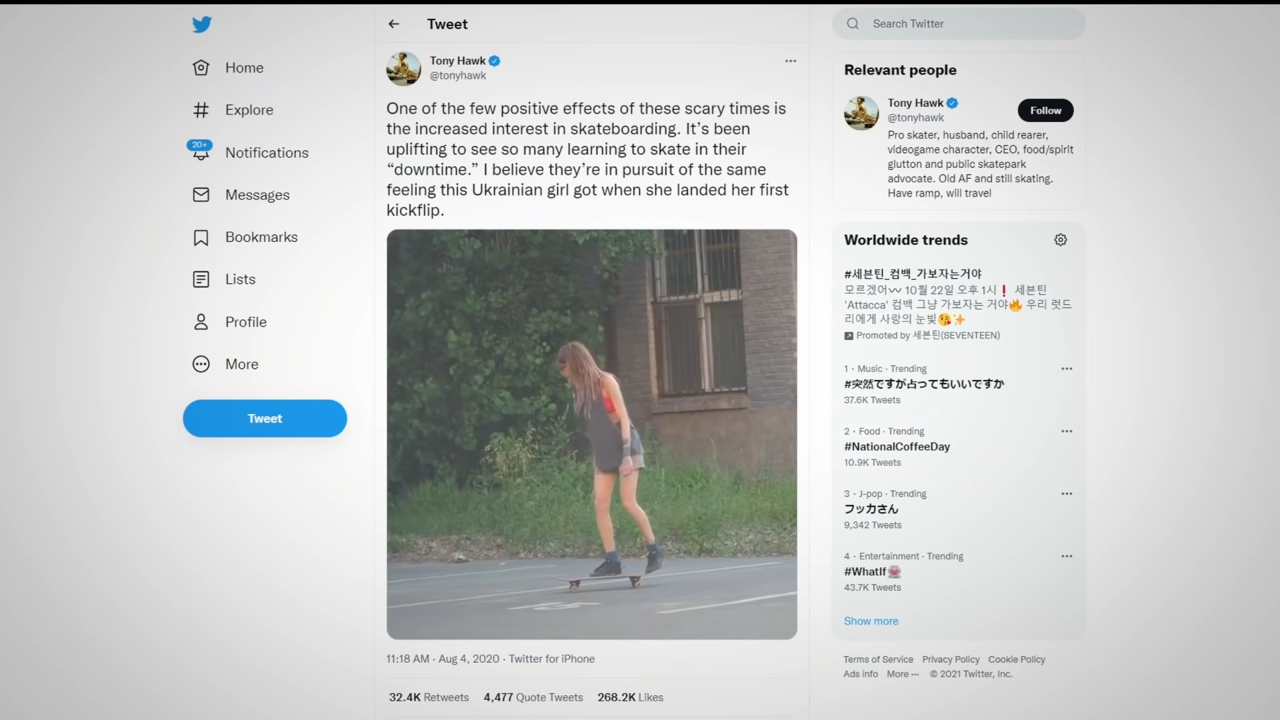 Home
Explore
20+
Notifications
Messages
Bookmarks
Lists
Profile
More
Tweet
Tweet
Tony Hawk
@tonyhawk
One of the few positive effects of these scary times is
the increased interest in skateboarding. It’s been
uplifting to see so many learning to skate in their
“downtime.” I believe they’re in pursuit of the same
feeling this Ukrainian girl got when she landed her first
kickflip.
11:18 AM · Aug 4, 2020 · Twitter for iPhone
32.4K Retweets 4,477 Quote Tweets 268.2K Likes
Search Twitter
Relevant people
Tony Hawk
@tonyhawk
Follow
Pro skater, husband, child rearer,
videogame character, CEO, food/spirit
glutton and public skatepark
advocate. Old AF and still skating.
Have ramp, will travel
Worldwide trends
#세븐틴_컴백_가보자는거야
모르겠어〰 10월 22일 오후 1시❗ 세븐틴
'Attacca' 컴백 그냥 가보자는 거야🔥 우리 럿드
리에게 사랑의 눈빛😘✨
Promoted by 세븐틴(SEVENTEEN)
1 · Music · Trending
#突然ですが占ってもいいですか
37.6K Tweets
2 · Food · Trending
#NationalCoffeeDay
10.9K Tweets
3 · J-pop · Trending
フッカさん
9,342 Tweets
4 · Entertainment · Trending
#WhatIf
43.7K Tweets
Show more
Terms of Service Privacy Policy Cookie Policy
Ads info More ··· © 2021 Twitter, Inc.